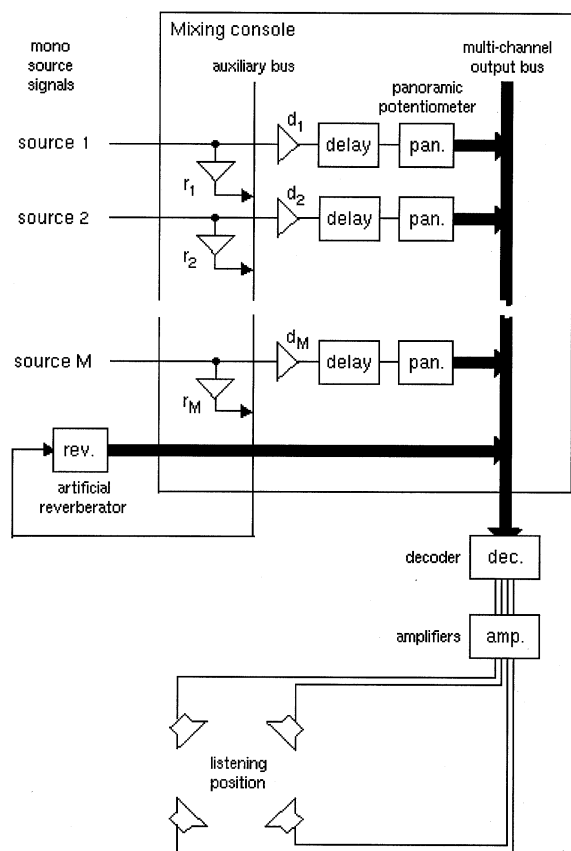 Mixing console
mono
source
signals
auxiliary bus
multi-channel
output bus
panoramic
potentiometer
source 1
d1
delay
pan.
r1
source 2
d2
delay
pan.
r2
source M
dM
delay
pan.
rM
rev.
artificial
reverberator
decoder
dec.
amplifiers
amp.
listening
position